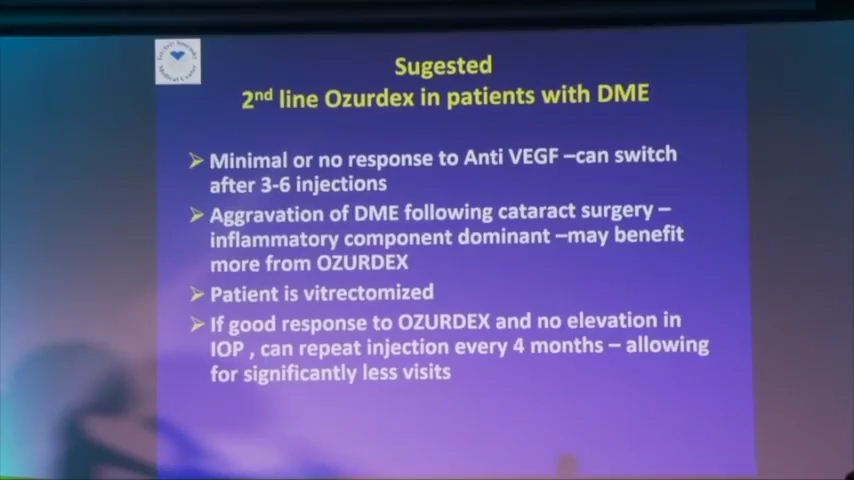 Sugested
2nd line Ozurdex in patients with DME
➢ Minimal or no response to Anti VEGF –can switch
after 3-6 injections
➢ Aggravation of DME following cataract surgery –
inflammatory component dominant –may benefit
more from OZURDEX
➢ Patient is vitrectomized
➢ If good response to OZURDEX and no elevation in
IOP , can repeat injection every 4 months – allowing
for significantly less visits
Medical Center